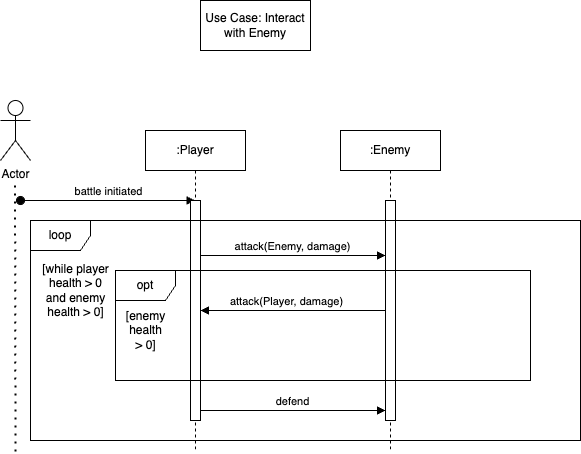 Use Case: Interact
with Enemy
Actor
:Player
:Enemy
battle initiated
loop
attack(Enemy, damage)
[while player
health > 0
and enemy
health > 0]
opt
attack(Player, damage)
[enemy
health
> 0]
defend